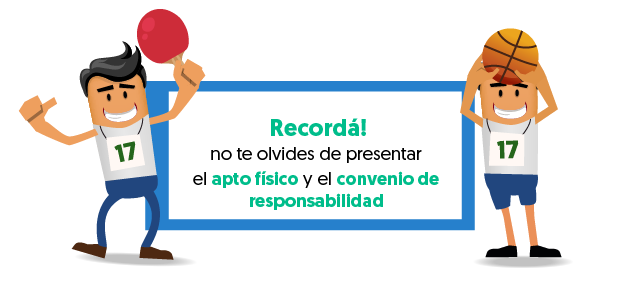 Recordá!
no te olvides de presentar
el apto físico y el convenio de
responsabilidad
17
17